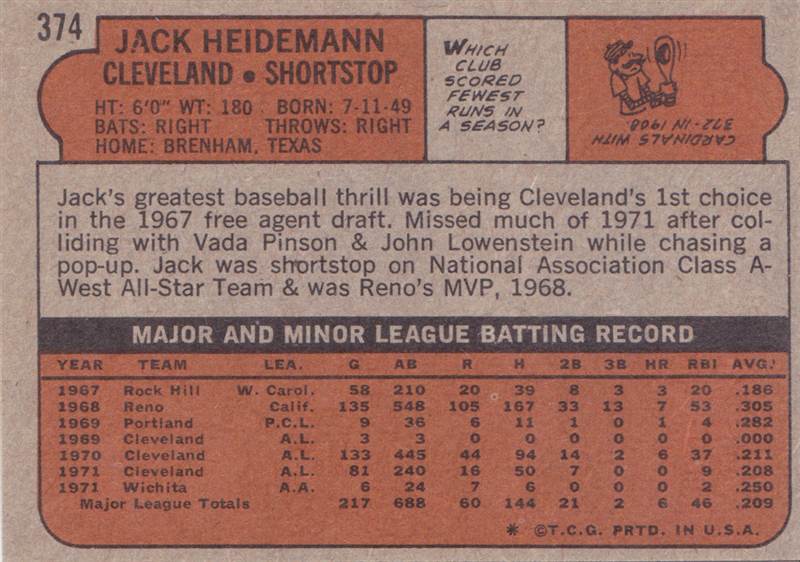 374
JACK HEIDEMANN
CLEVELAND • SHORTSTOP
HT: 6'0" WT: 180 BORN: 7-11-49
BATS: RIGHT THROWS: RIGHT
HOME: BRENHAM, TEXAS
WHICH
CLUB
SCORED
FEWEST
RUNS IN
A SEASON?
CARDINALS WITH
372 - IN 1908
Jack's greatest baseball thrill was being Cleveland's 1st choice
in the 1967 free agent draft. Missed much of 1971 after col-
liding with Vada Pinson & John Lowenstein while chasing a
pop-up. Jack was shortstop on National Association Class A-
West All-Star Team & was Reno's MVP, 1968.
MAJOR AND MINOR LEAGUE BATTING RECORD
YEAR TEAM LEA. G AB R H 2B 3B HR RBI AVG.
1967 Rock Hill W. Carol. 58 210 20 39 8 3 3 20 .186
1968 Reno Calif. 135 548 105 167 33 13 7 53 .305
1969 Portland P.C.L. 9 36 6 11 1 0 1 4 .282
1969 Cleveland A.L. 3 3 0 0 0 0 0 0 .000
1970 Cleveland A.L. 133 445 44 94 14 2 6 37 .211
1971 Cleveland A.L. 81 240 16 50 7 0 0 9 .208
1971 Wichita A.A. 6 24 7 6 0 0 0 2 .250
Major League Totals 217 688 60 144 21 2 6 46 .209
* ©T.C.G. PRTD. IN U.S.A.